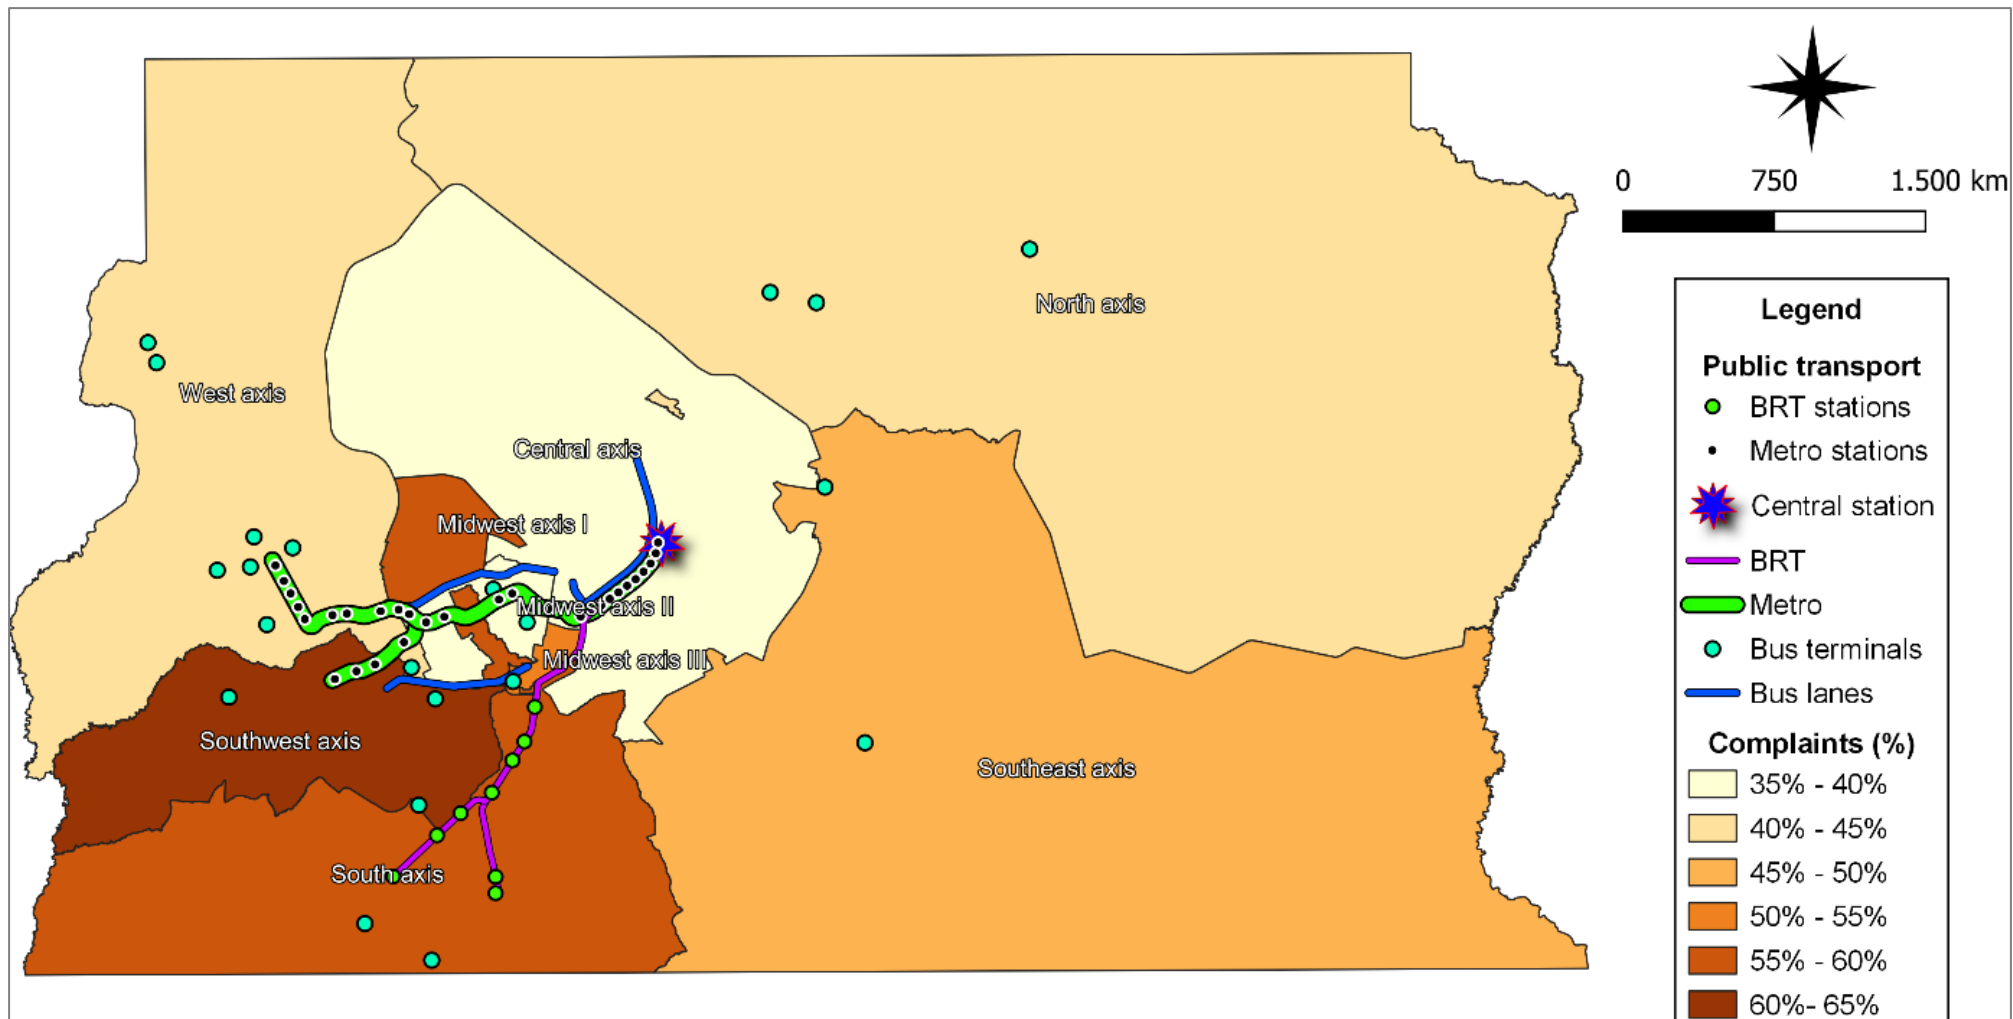 0 750 1.500 km
North axis
West axis
Central axis
Midwest axis I
Midwest axis II
Midwest axis III
Southwest axis
Southeast axis
South axis
Legend
Public transport
BRT stations
Metro stations
Central station
BRT
Metro
Bus terminals
Bus lanes
Complaints (%)
35% - 40%
40% - 45%
45% - 50%
50% - 55%
55% - 60%
60%- 65%